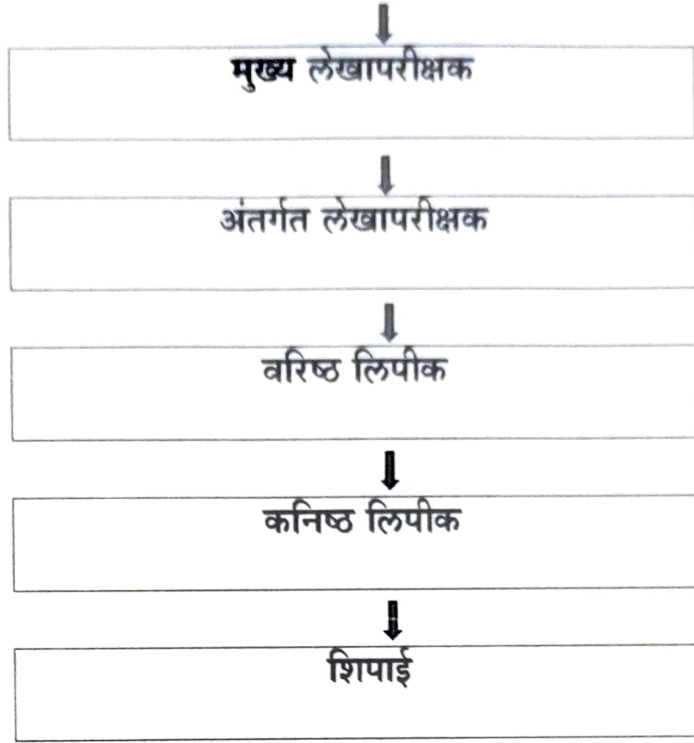 मुख्य लेखापरीक्षक
अंतर्गत लेखापरीक्षक
वरिष्ठ लिपीक
कनिष्ठ लिपीक
शिपाई